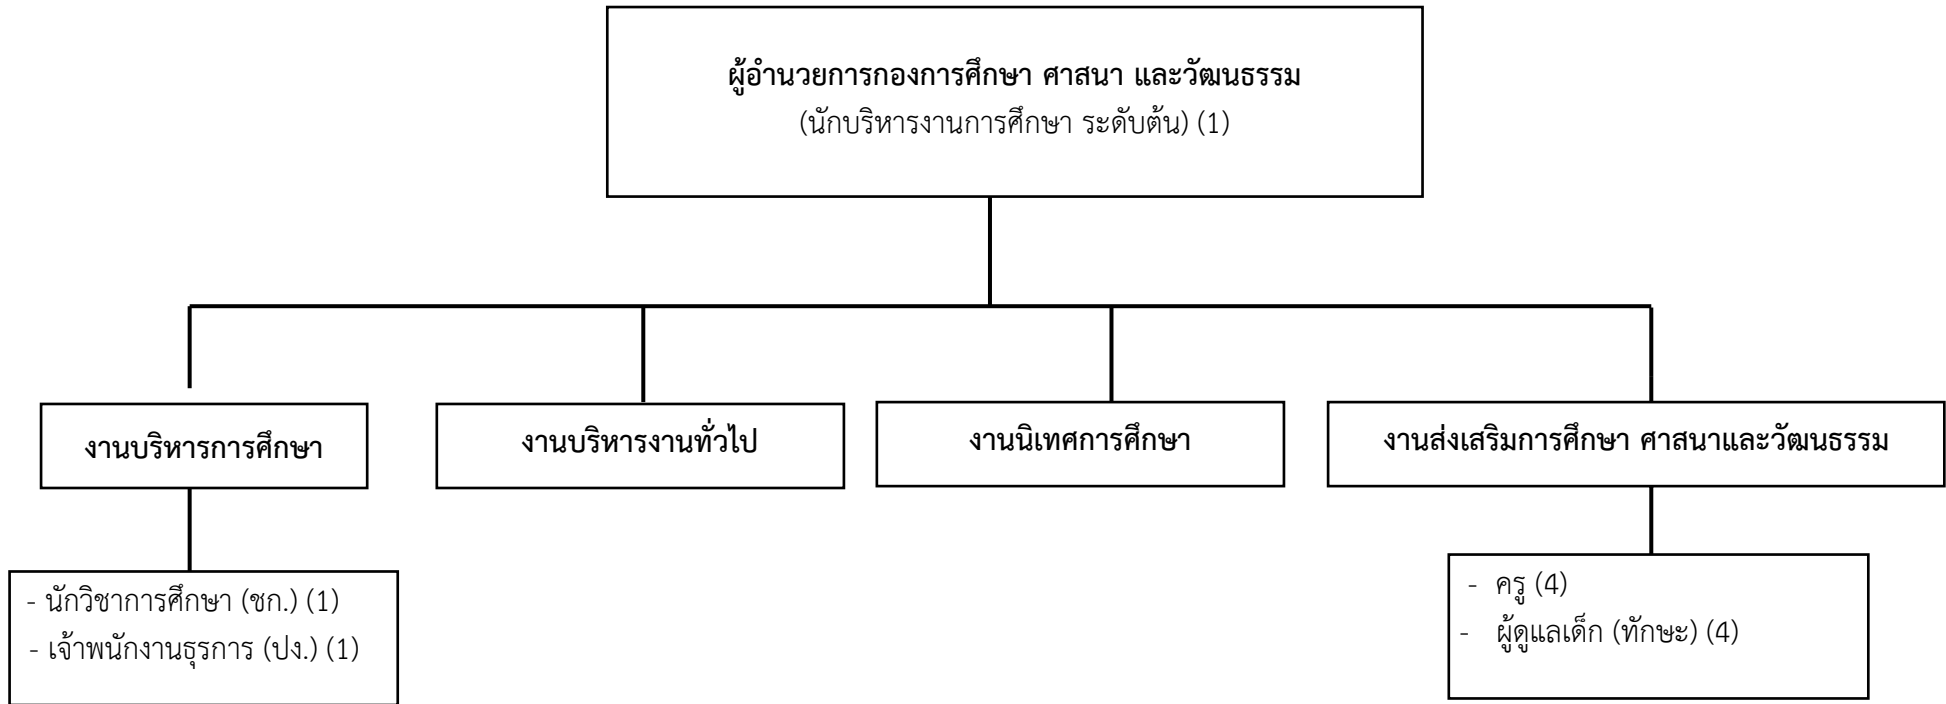 ผู้อำนวยการกองการศึกษา ศาสนา และวัฒนธรรม
(นักบริหารงานการศึกษา ระดับต้น) (1)
งานบริหารการศึกษา
งานบริหารงานทั่วไป
งานนิเทศการศึกษา
งานส่งเสริมการศึกษา ศาสนาและวัฒนธรรม
- นักวิชาการศึกษา (ชก.) (1)
- เจ้าพนักงานธุรการ (ปง.) (1)
- ครู (4)
- ผู้ดูแลเด็ก (ทักษะ) (4)